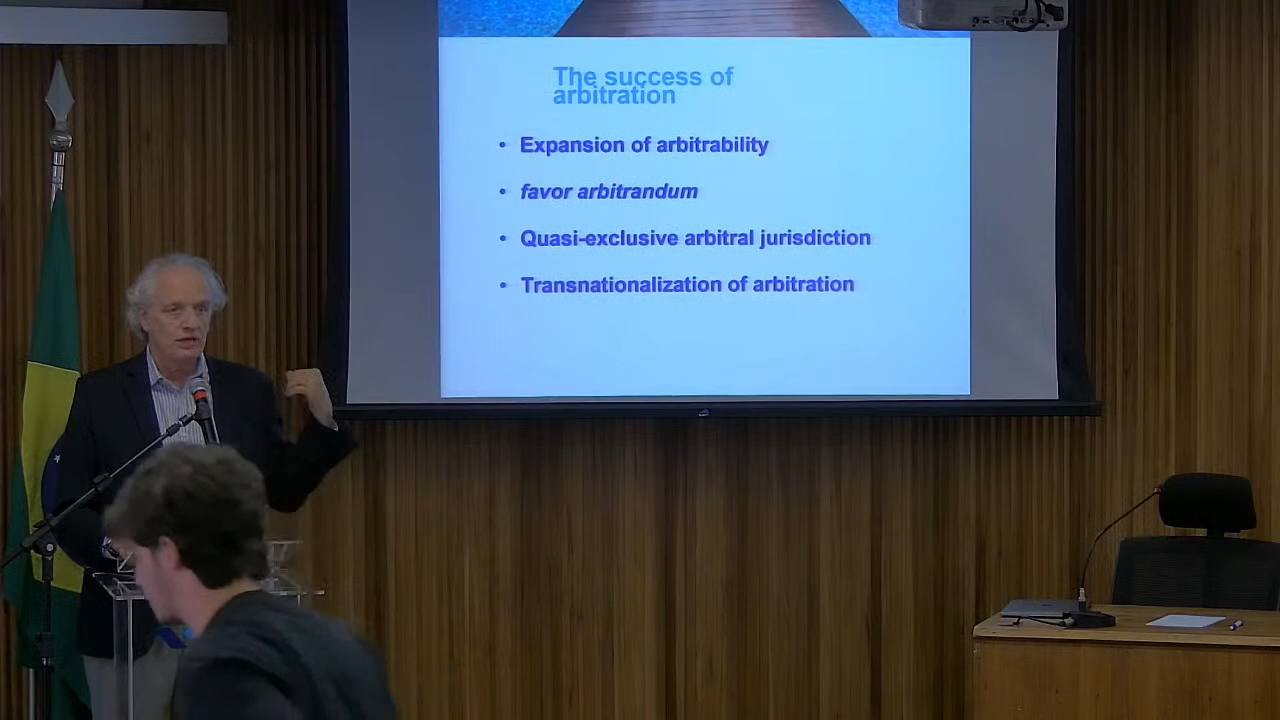 The success of
arbitration
• Expansion of arbitrability
• favor arbitrandum
• Quasi-exclusive arbitral jurisdiction
• Transnationalization of arbitration